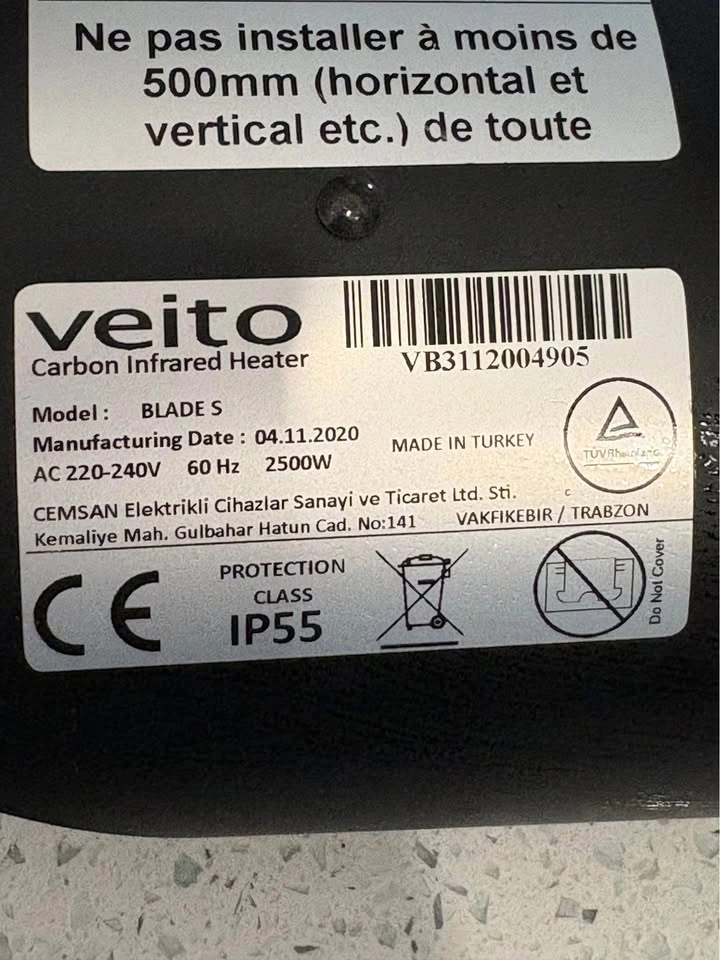 Ne pas installer à moins de
500mm (horizontal et
vertical etc.) de toute
veito
Carbon Infrared Heater
VB3112004905
Model : BLADE S
Manufacturing Date : 04.11.2020
MADE IN TURKEY
AC 220-240V 60 Hz 2500W
TÜVRheinland
CEMSAN Elektrikli Cihazlar Sanayi ve Ticaret Ltd. Sti.
c
Kemaliye Mah. Gulbahar Hatun Cad. No:141 VAKFIKEBIR / TRABZON
CE
PROTECTION
CLASS
IP55
Do Not Cover